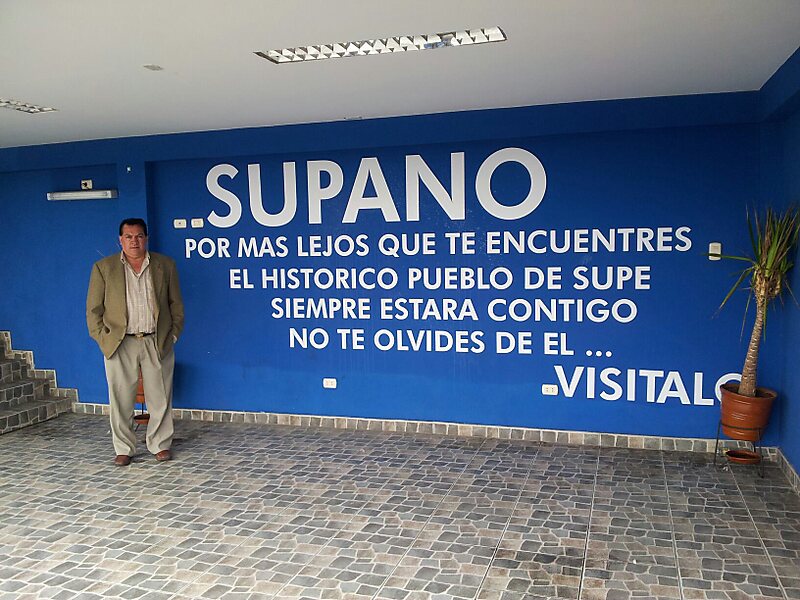 SUPANO
POR MAS LEJOS QUE TE ENCUENTRES
EL HISTORICO PUEBLO DE SUPE
SIEMPRE ESTARA CONTIGO
NO TE OLVIDES DE EL ...
VISITALO